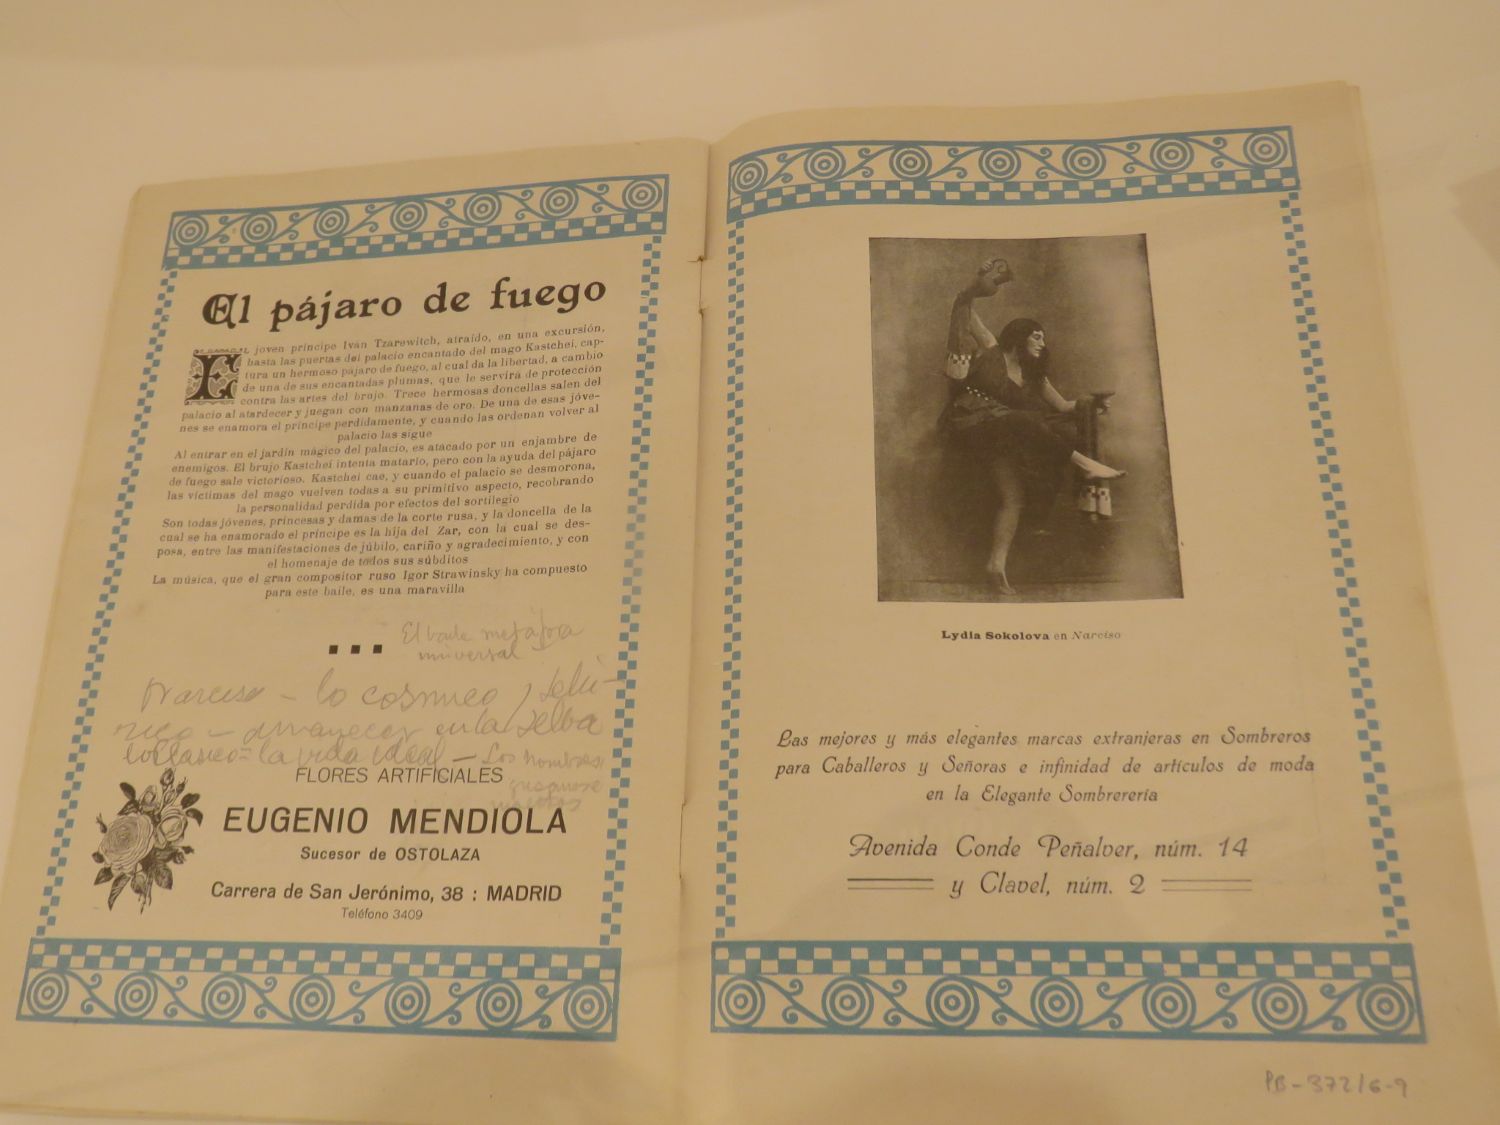 El pájaro de fuego
El joven príncipe Iván Tzarewitch, atraído, en una excursión,
hasta las puertas del palacio encantado del mago Kastchei, cap-
tura un hermoso pájaro de fuego, al cual da la libertad, a cambio
de una de sus encantadas plumas, que le servirá de protección
contra las artes del brujo. Trece hermosas doncellas salen del
palacio al atardecer y juegan con manzanas de oro. De una de esas jóve-
nes se enamora el príncipe perdidamente, y cuando las ordenan volver al
palacio las sigue
Al entrar en el jardín mágico del palacio, es atacado por un enjambre de
enemigos. El brujo Kastchei intenta matarlo, pero con la ayuda del pájaro
de fuego sale victorioso. Kastchei cae, y cuando el palacio se desmorona,
las víctimas del mago vuelven todas a su primitivo aspecto, recobrando
la personalidad perdida por efectos del sortilegio
Son todas jóvenes, princesas y damas de la corte rusa, y la doncella de la
cual se ha enamorado el príncipe es la hija del Zar, con la cual se des-
posa, entre las manifestaciones de júbilo, cariño y agradecimiento, y con
el homenaje de todos sus súbditos
La música, que el gran compositor ruso Igor Strawinsky ha compuesto
para este baile, es una maravilla
El baile metáfora
universal
Narciso – lo cosmico
amanecer en la selva
la vida ideal – Los hombres
FLORES ARTIFICIALES
EUGENIO MENDIOLA
Sucesor de OSTOLAZA
Carrera de San Jerónimo, 38 : MADRID
Teléfono 3409
Lydia Sokolova en Narciso
Las mejores y más elegantes marcas extranjeras en Sombreros
para Caballeros y Señoras e infinidad de artículos de moda
en la Elegante Sombrerería
Avenida Conde Peñalver, núm. 14
y Clavel, núm. 2
PB-372/6-9